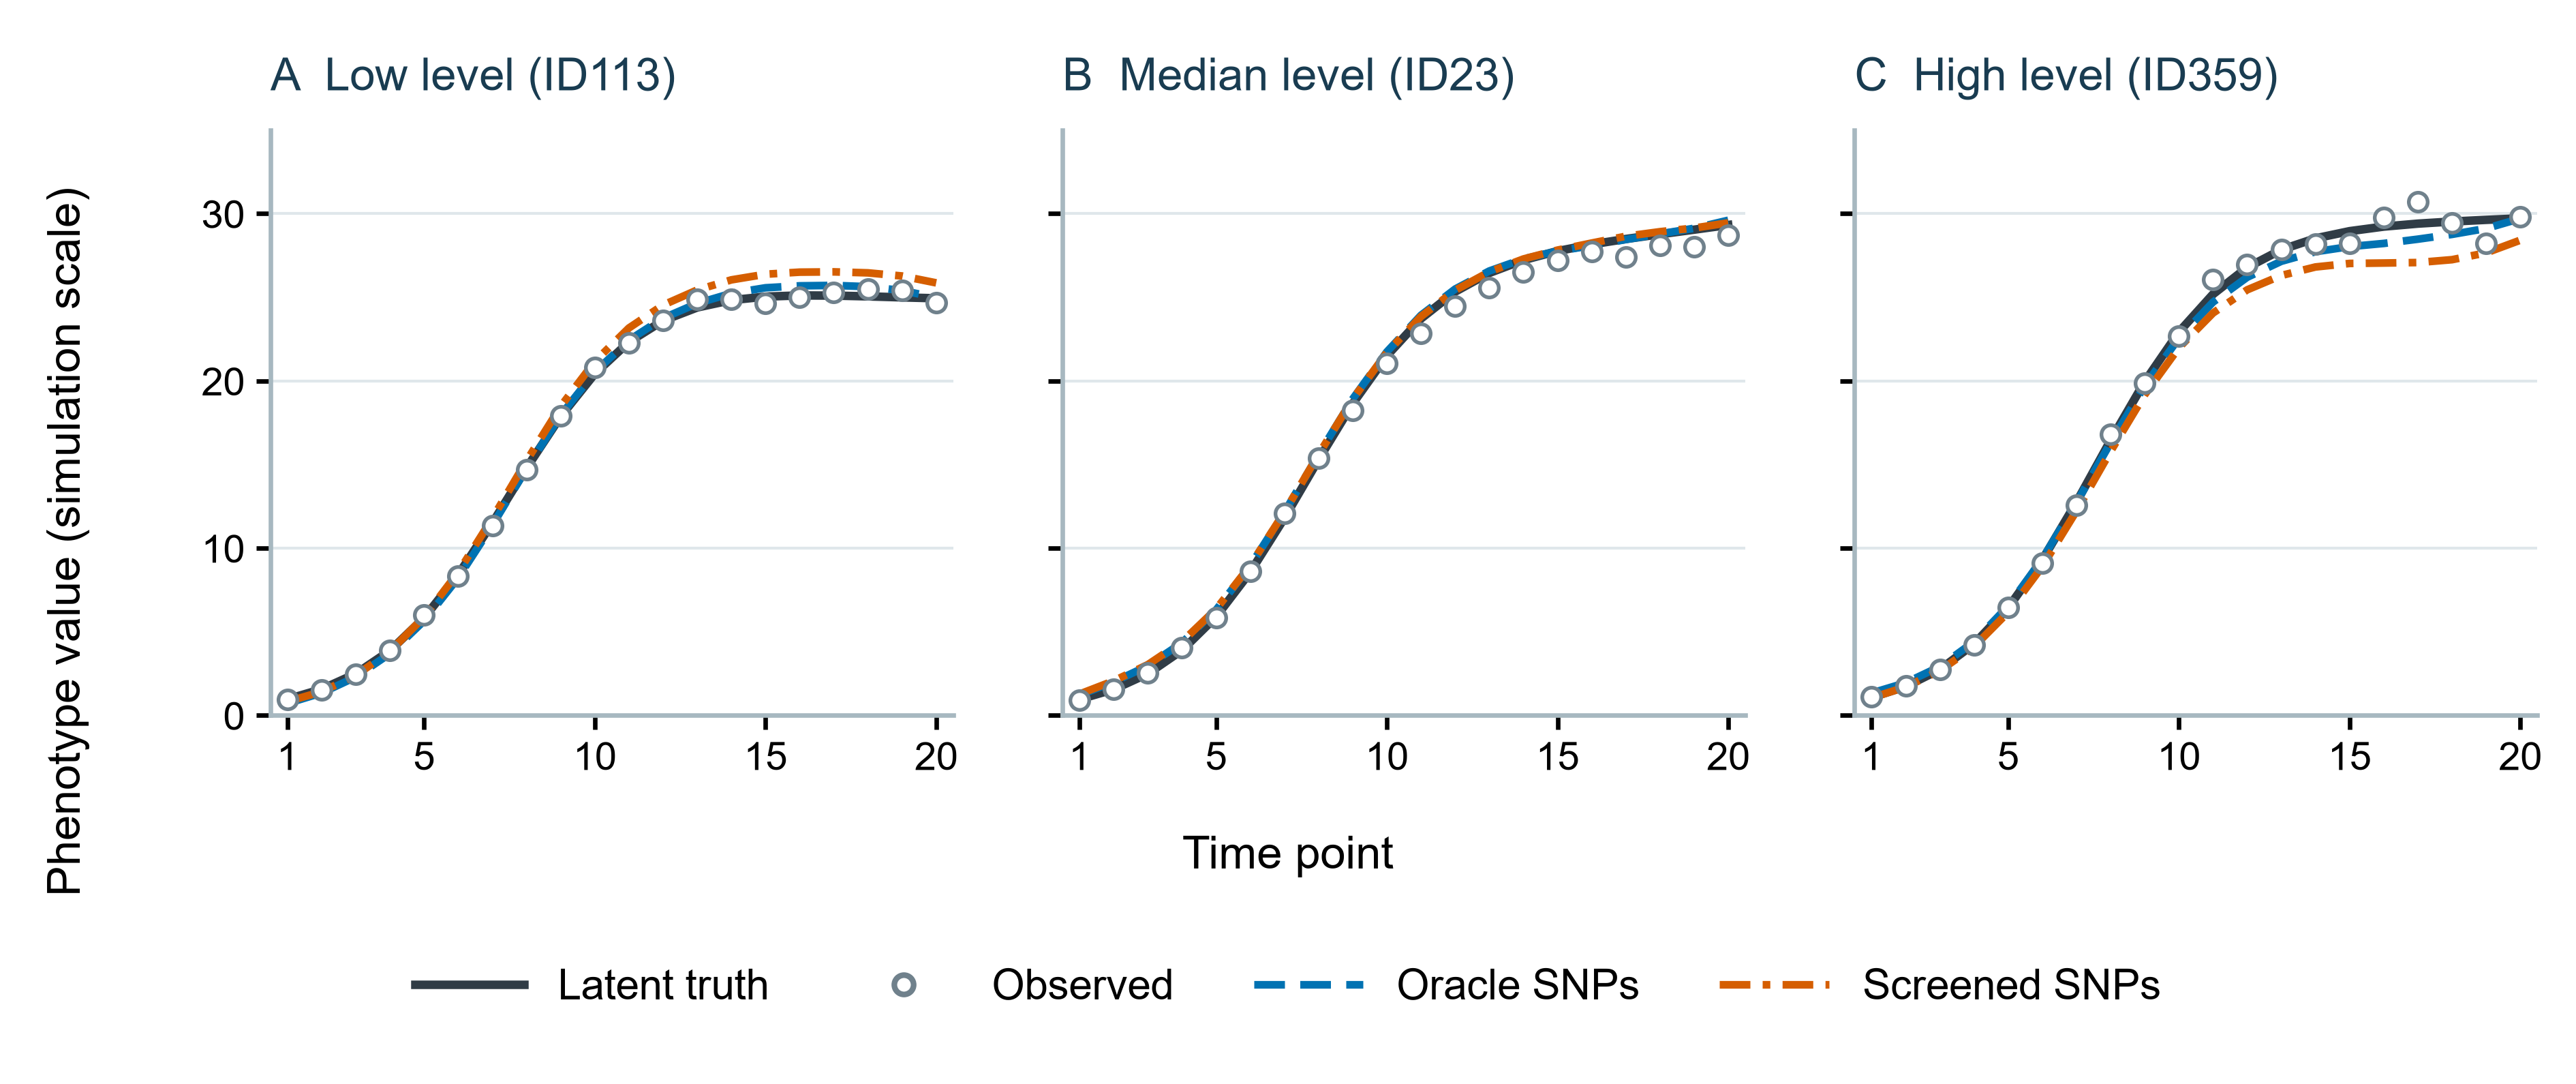 A Low level (ID113)
B Median level (ID23)
C High level (ID359)
Phenotype value (simulation scale)
30
20
10
0
1 5 10 15 20
1 5 10 15 20
1 5 10 15 20
Time point
Latent truth
Observed
Oracle SNPs
Screened SNPs